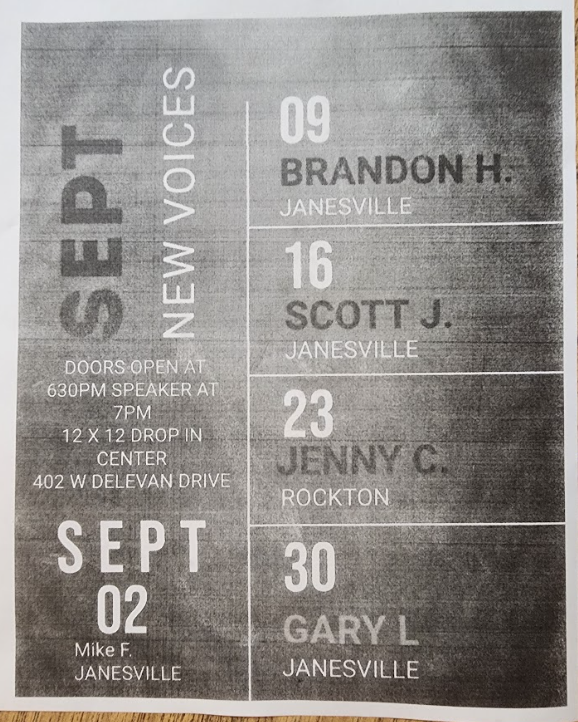 SEPT
NEW VOICES
DOORS OPEN AT
630PM SPEAKER AT
7PM
12 X 12 DROP IN
CENTER
402 W DELEVAN DRIVE
SEPT
02
Mike F.
JANESVILLE
09
BRANDON H.
JANESVILLE
16
SCOTT J.
JANESVILLE
23
JENNY C.
ROCKTON
30
GARY L
JANESVILLE